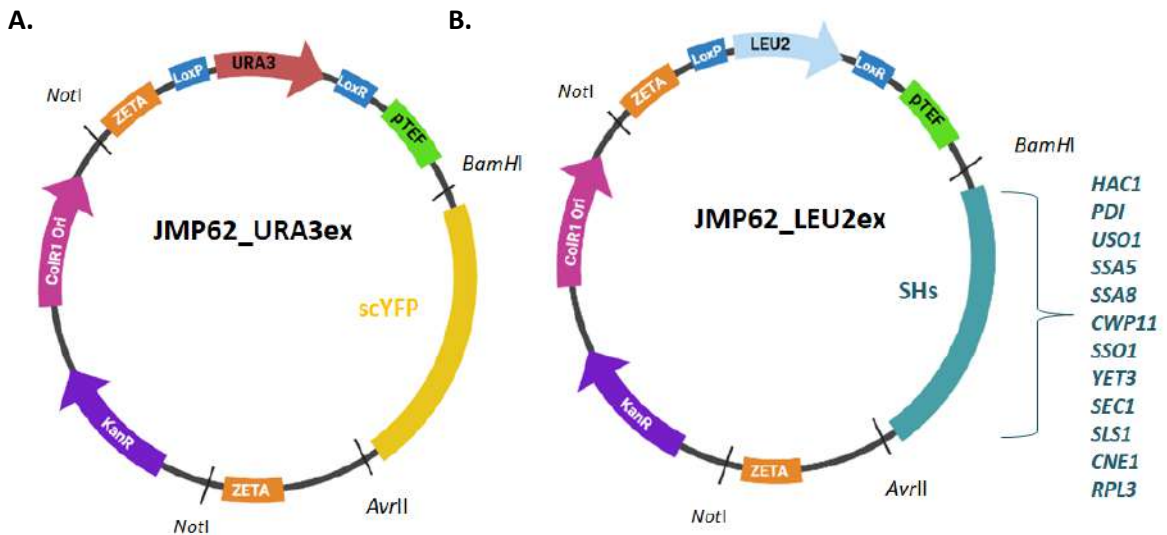 A.
URA3
LoxP
LoxR
ZETA
pTEF
NotI
BamHI
ColR1 Ori
JMP62_URA3ex
scYFP
KanR
ZETA
AvrII
NotI
B.
LEU2
LoxP
LoxR
ZETA
pTEF
NotI
BamHI
ColR1 Ori
JMP62_LEU2ex
SHs
KanR
ZETA
AvrII
NotI
HAC1
PDI
USO1
SSA5
SSA8
CWP11
SSO1
YET3
SEC1
SLS1
CNE1
RPL3